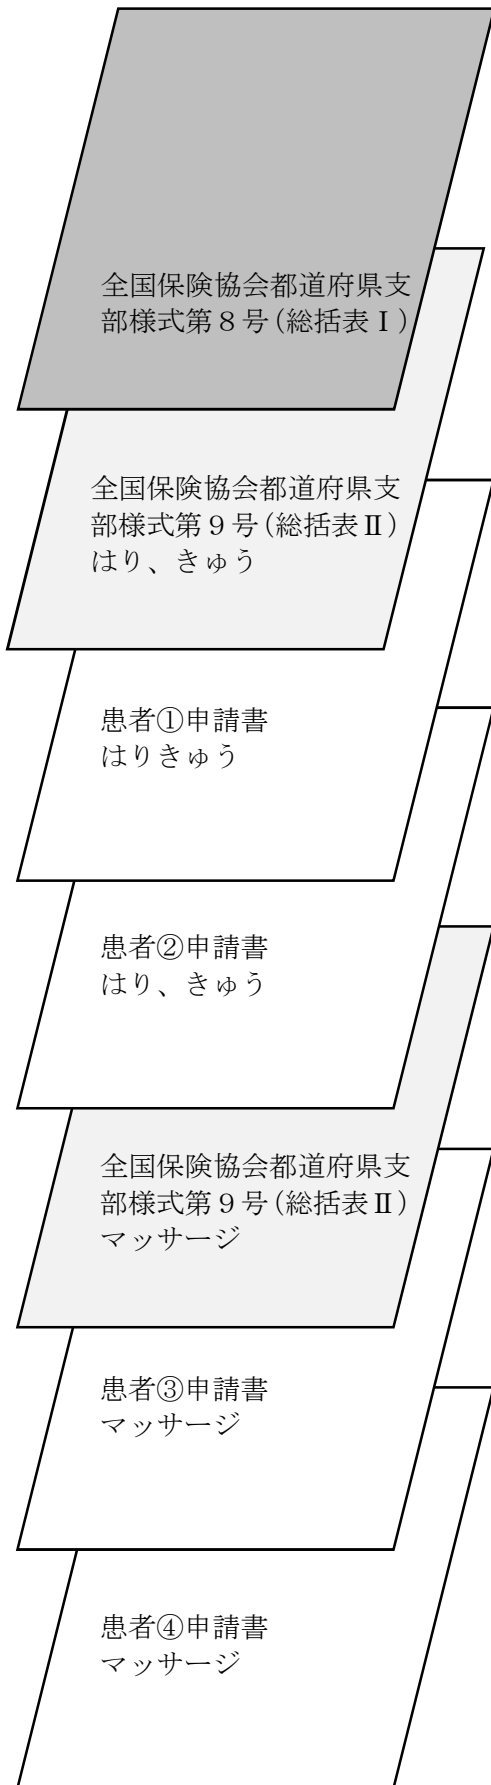 全国保険協会都道府県支
部様式第８号（総括表Ⅰ）
全国保険協会都道府県支
部様式第９号（総括表Ⅱ）
はり、きゅう
患者①申請書
はりきゅう
患者②申請書
はり、きゅう
全国保険協会都道府県支
部様式第９号（総括表Ⅱ）
マッサージ
患者③申請書
マッサージ
患者④申請書
マッサージ